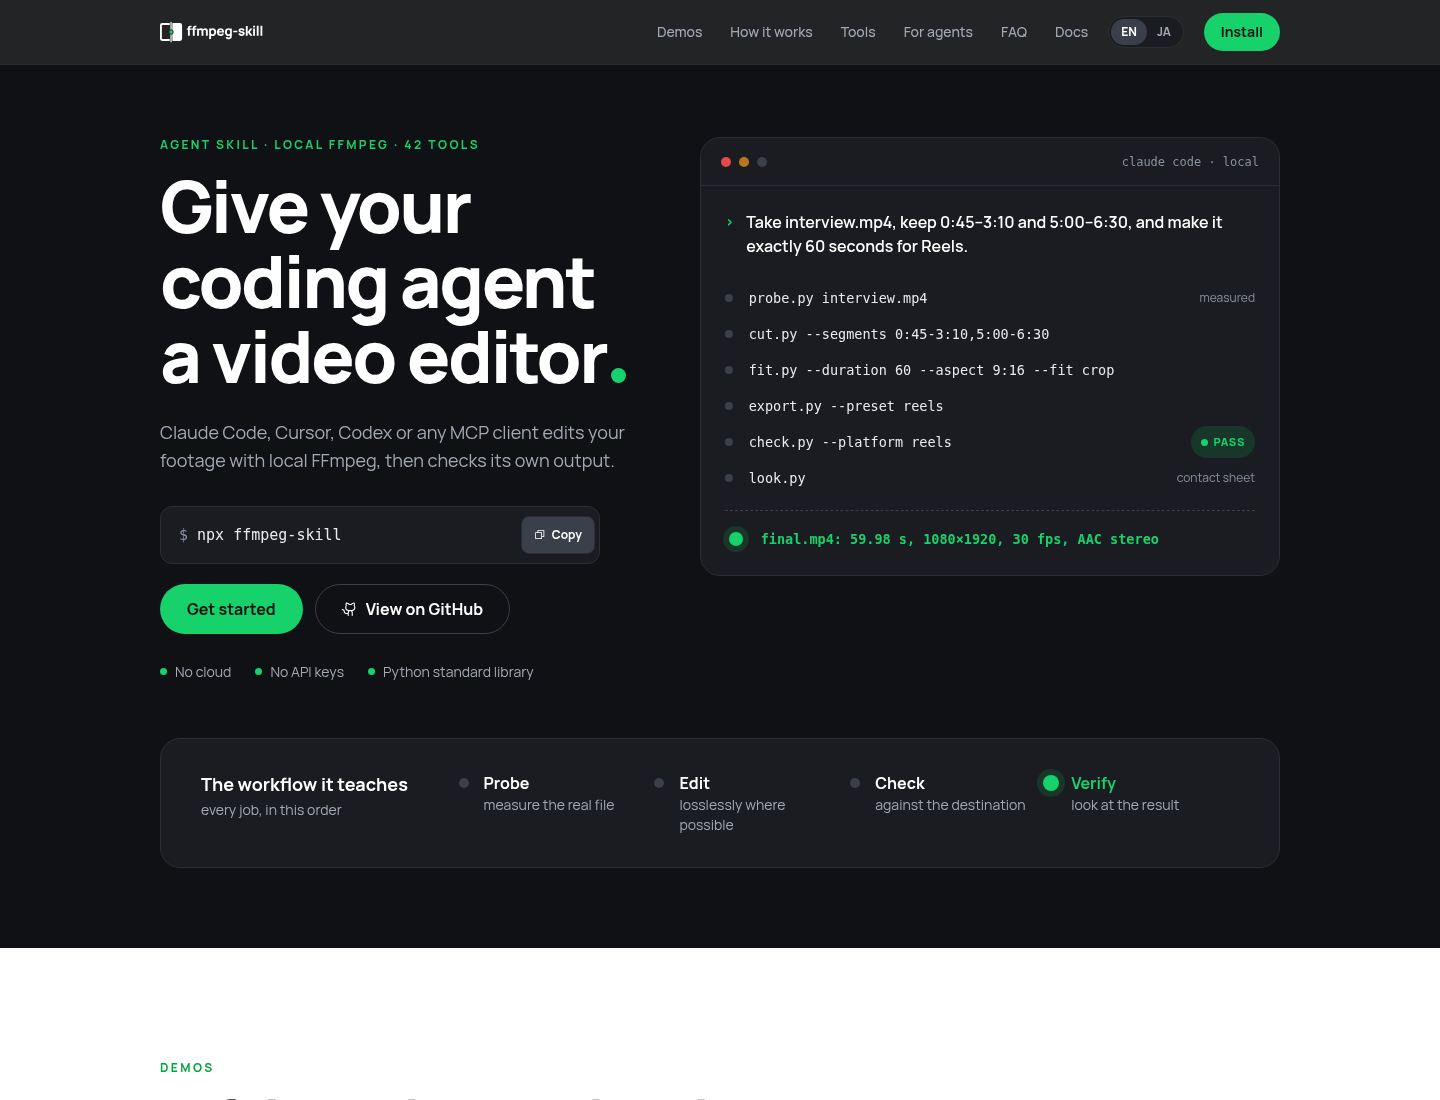 ffmpeg-skill
Demos
How it works
Tools
For agents
FAQ
Docs
EN
JA
Install
AGENT SKILL · LOCAL FFMPEG · 42 TOOLS
Give your
coding agent
a video editor.
Claude Code, Cursor, Codex or any MCP client edits your
footage with local FFmpeg, then checks its own output.
$ npx ffmpeg-skill
Copy
Get started
View on GitHub
No cloud
No API keys
Python standard library
claude code · local
› Take interview.mp4, keep 0:45–3:10 and 5:00–6:30, and make it
exactly 60 seconds for Reels.
probe.py interview.mp4
measured
cut.py --segments 0:45-3:10,5:00-6:30
fit.py --duration 60 --aspect 9:16 --fit crop
export.py --preset reels
check.py --platform reels
PASS
look.py
contact sheet
final.mp4: 59.98 s, 1080×1920, 30 fps, AAC stereo
The workflow it teaches
every job, in this order
Probe
measure the real file
Edit
losslessly where
possible
Check
against the destination
Verify
look at the result
DEMOS